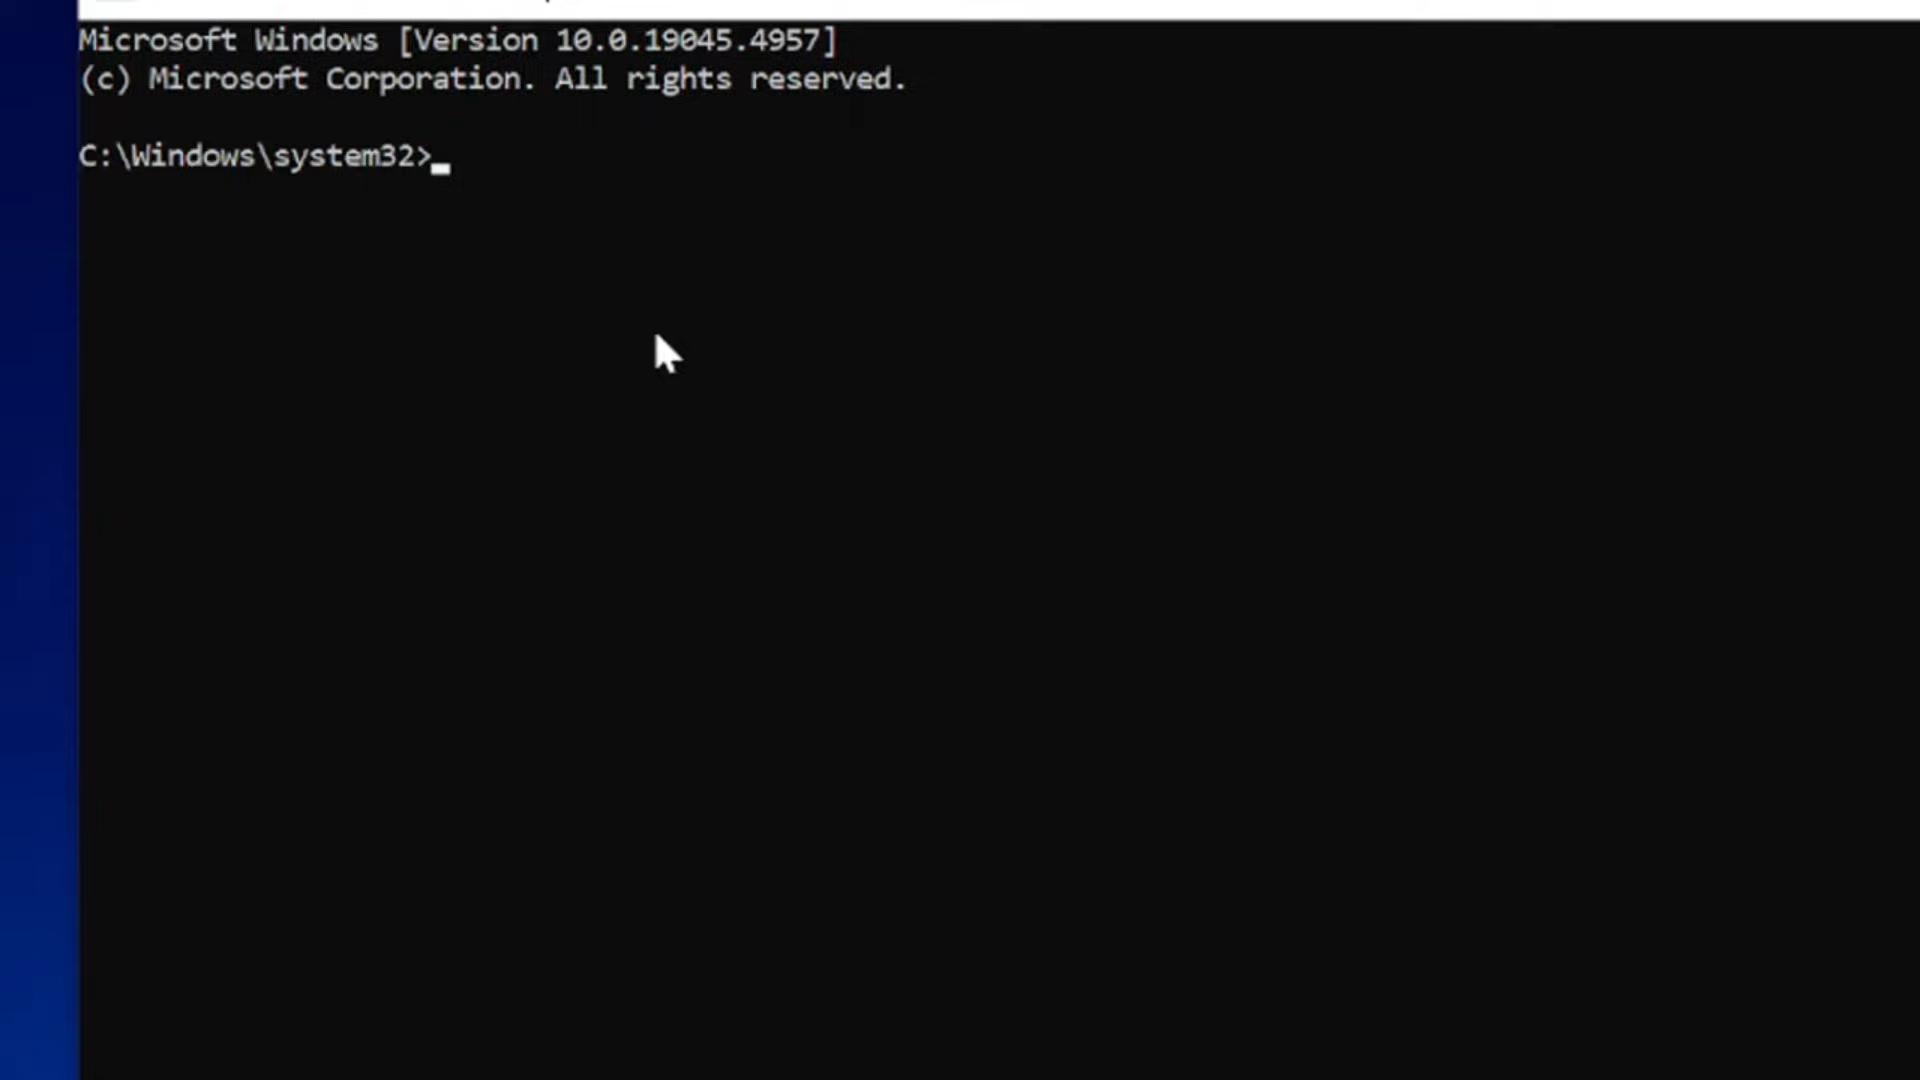 Microsoft Windows [Version 10.0.19045.4957]
(c) Microsoft Corporation. All rights reserved.
C:\Windows\system32>